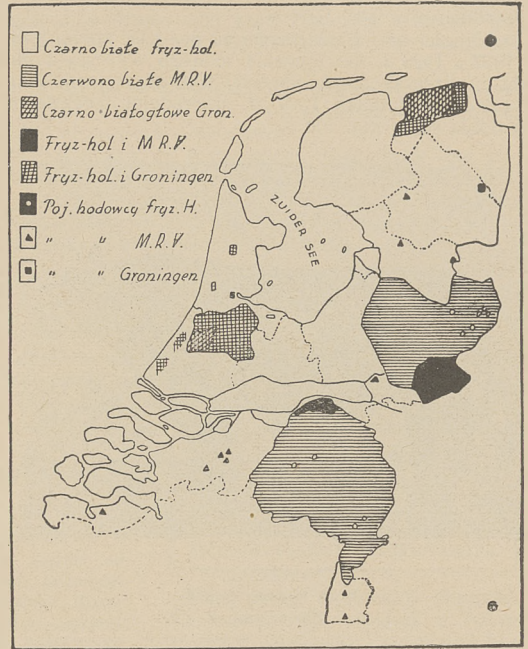 Czarno białe fryz-hol.
Czerwono białe M.R.Y.
Czarno-białogłowe Gron.
Fryz-hol i M.R.Y.
Fryz-hol. i Groningen
Poj. hodowcy fryz. H.
" " M.R.Y.
" " Groningen
ZUIDER SEE